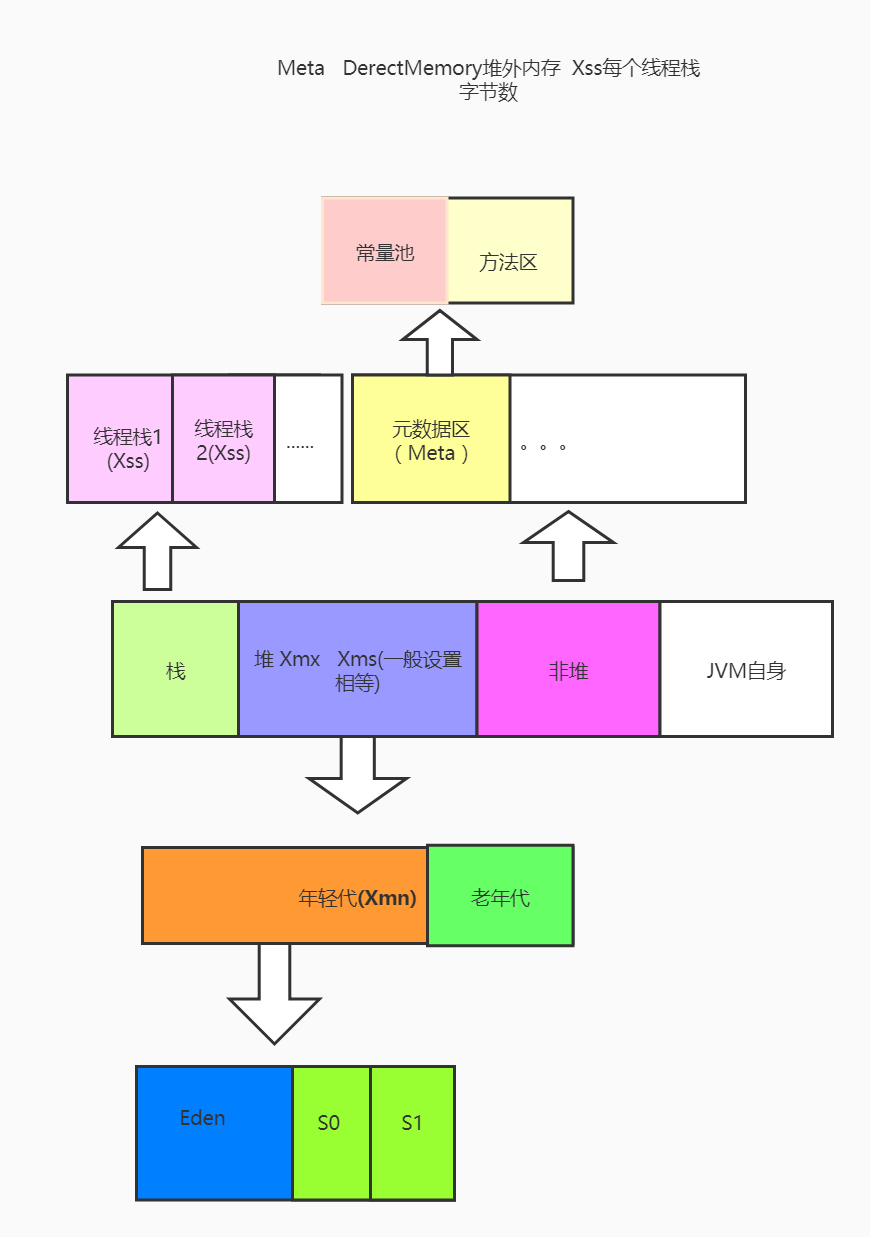 Meta DerectMemory堆外内存 Xss每个线程栈
字节数
常量池
方法区
线程栈1
(Xss)
线程栈
2(Xss)
......
元数据区
（Meta）
。。。
栈
堆 Xmx Xms(一般设置
相等)
非堆
JVM自身
年轻代(Xmn)
老年代
Eden
S0
S1